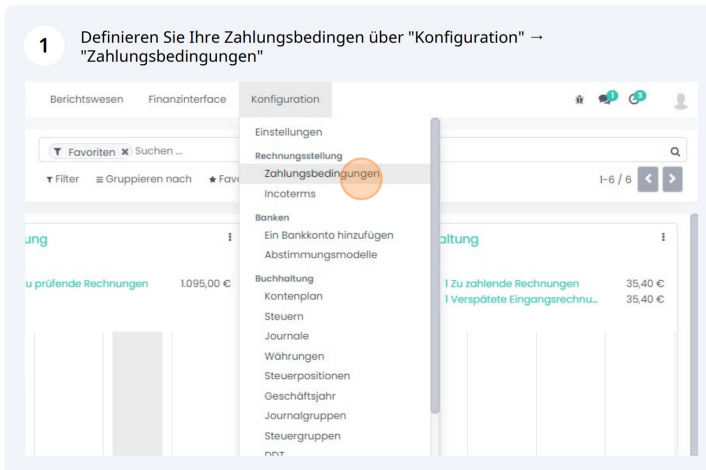 1
Definieren Sie Ihre Zahlungsbedingen über "Konfiguration" →
"Zahlungsbedingungen"
Berichtswesen Finanzinterface Konfiguration 1 3
Einstellungen
Favoriten × Suchen ...
Rechnungsstellung
Filter Gruppieren nach Zahlungsbedingungen 1-6 / 6
Incoterms
Banken
Ein Bankkonto hinzufügen
Abstimmungsmodelle
Buchhaltung
prüfende Rechnungen 1.095,00 € 1 Zu zahlende Rechnungen 35,40 €
Kontenplan 1 Verspätete Eingangsrechnu... 35,40 €
Steuern
Journale
Währungen
Steuerpositionen
Geschäftsjahr
Journalgruppen
Steuergruppen